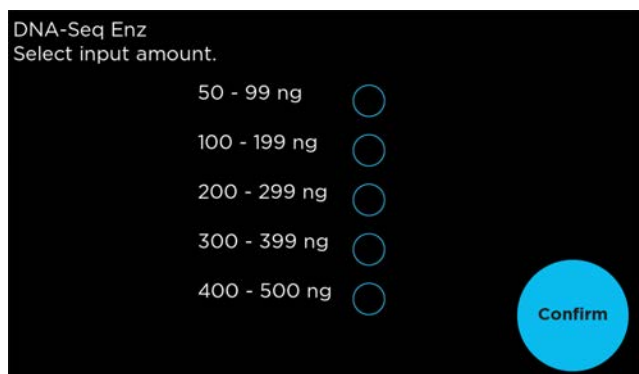 DNA-Seq Enz
Select input amount.
50 - 99 ng
100 - 199 ng
200 - 299 ng
300 - 399 ng
400 - 500 ng
Confirm